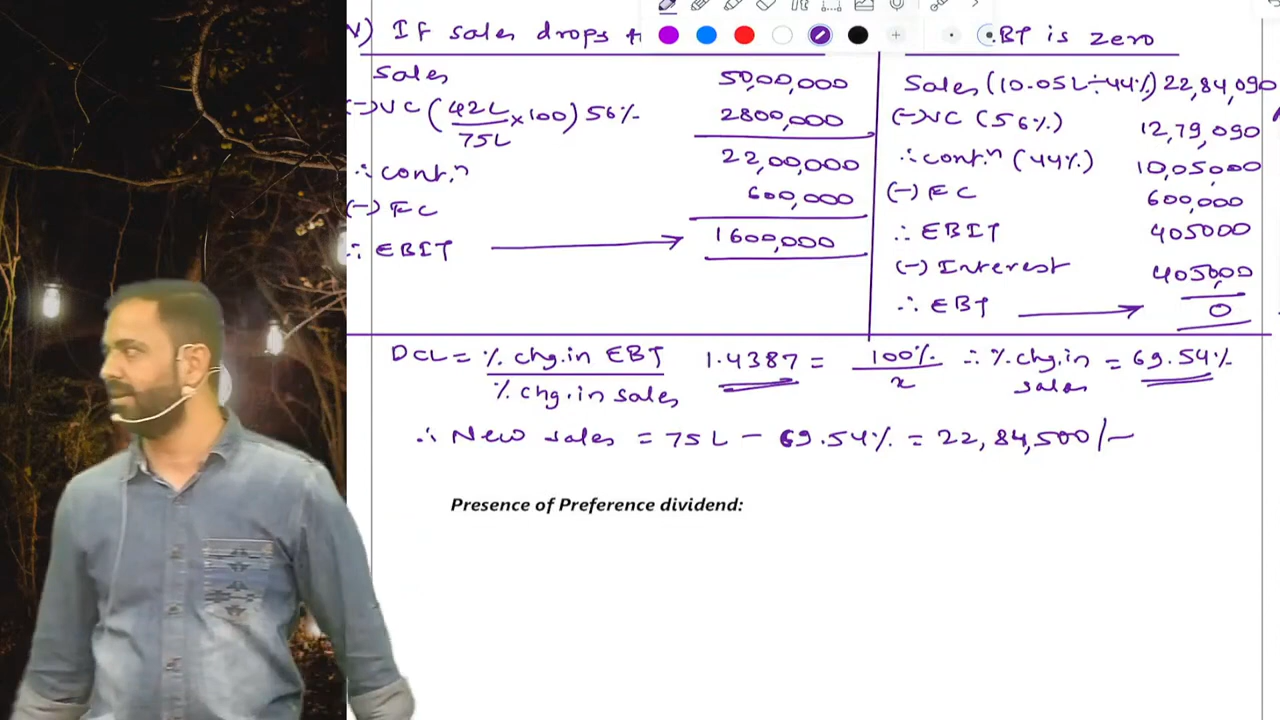 V) If sales drops t
Sales 50,00,000
(-) VC (42L/75L x 100) 56% 2800,000
∴ cont.ⁿ 22,00,000
(-) FC 600,000
∴ EBIT → 1600,000
.BT is zero
Sales (10.05L ÷ 44%) 22,84,090
(-) VC (56%) 12,79,090
∴ cont.ⁿ (44%) 10,05,000
(-) FC 600,000
∴ EBIT 405000
(-) Interest 405,000
∴ EBT → 0
DCL = % chg. in EBT / % chg. in sales 1.4387 = 100% / x ∴ % chg. in sales = 69.54%
∴ New sales = 75L - 69.54% = 22,84,500/-
Presence of Preference dividend: